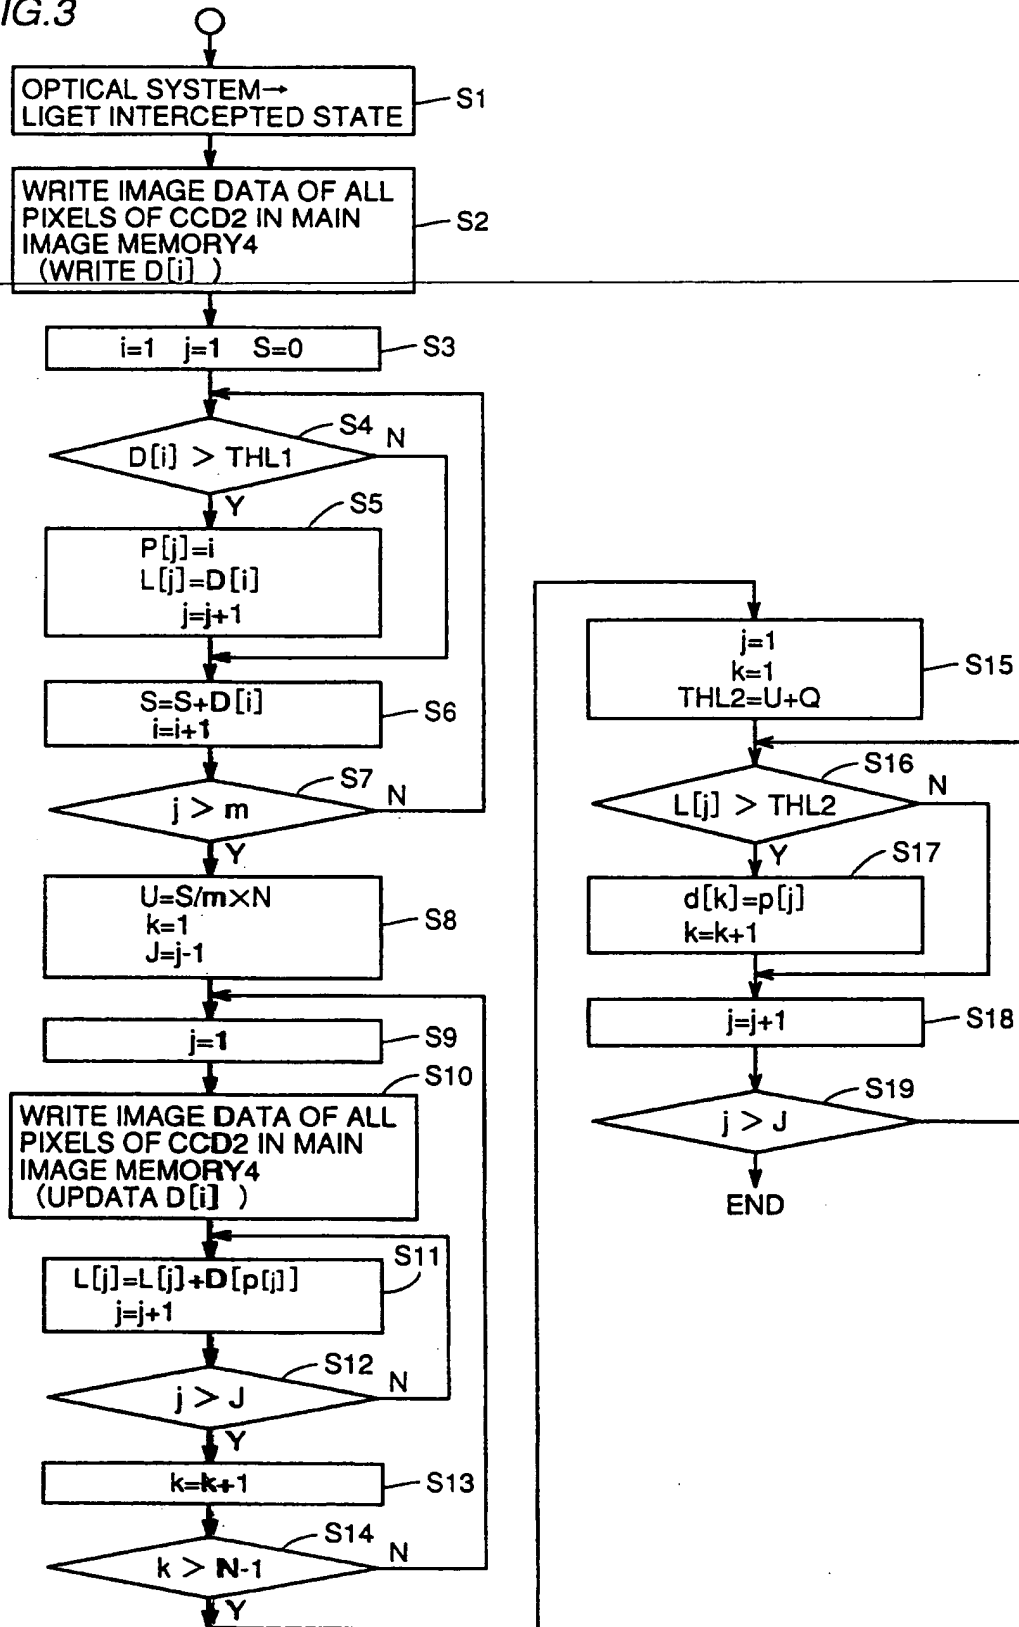 IG.3
OPTICAL SYSTEM→
LIGET INTERCEPTED STATE
S1
WRITE IMAGE DATA OF ALL
PIXELS OF CCD2 IN MAIN
IMAGE MEMORY4
(WRITE D[i] )
S2
i=1 j=1 S=0
S3
S4
D[i] > THL1
N
Y
S5
P[j]=i
L[j]=D[i]
j=j+1
S=S+D[i]
i=i+1
S6
S7
j > m
N
Y
U=S/m×N
k=1
J=j-1
S8
j=1
S9
S10
WRITE IMAGE DATA OF ALL
PIXELS OF CCD2 IN MAIN
IMAGE MEMORY4
(UPDATA D[i] )
S11
L[j]=L[j]+D[p[j]]
j=j+1
S12
j > J
N
Y
k=k+1
S13
S14
k > N-1
N
Y
j=1
k=1
THL2=U+Q
S15
S16
L[j] > THL2
N
Y
S17
d[k]=p[j]
k=k+1
j=j+1
S18
S19
j > J
END